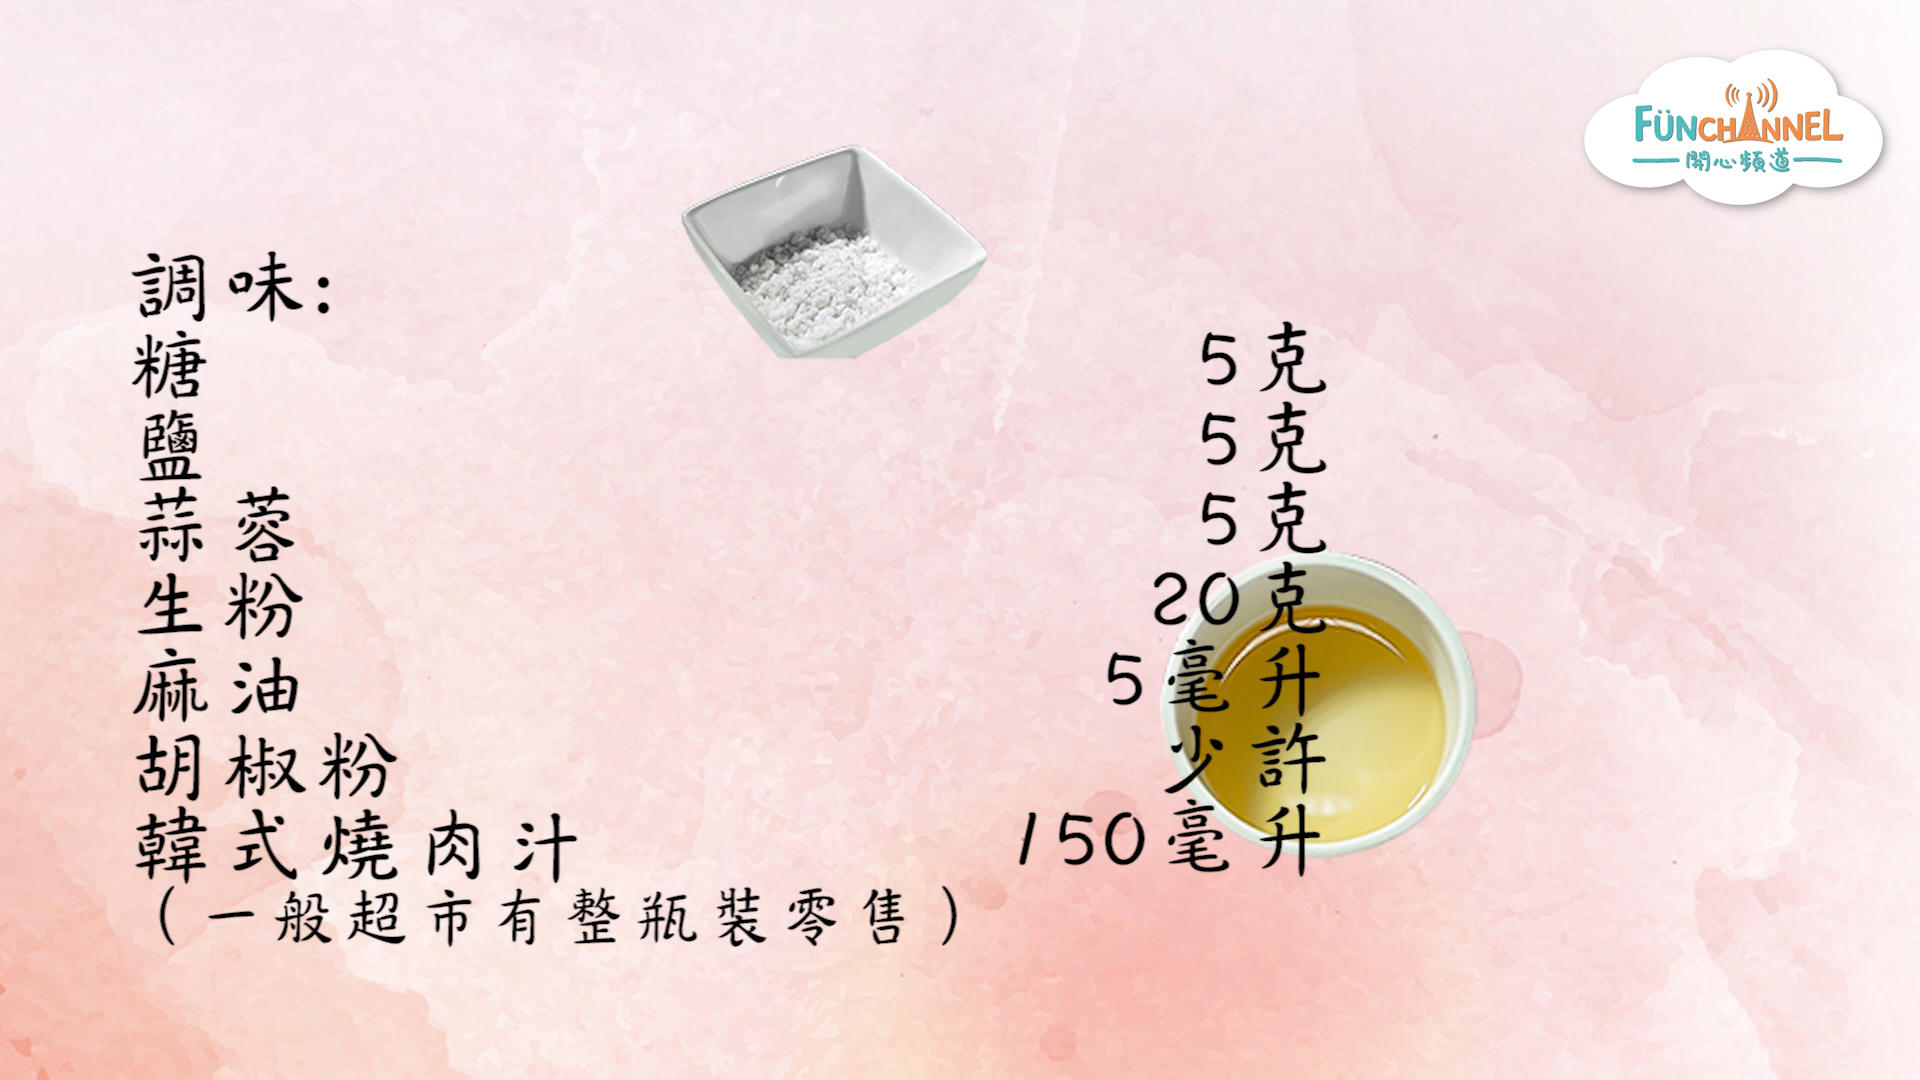 FÜNCHANNEL
開心頻道
調味:
糖 5克
鹽 5克
蒜蓉 5克
生粉 20克
麻油 5毫升
胡椒粉 少許
韓式燒肉汁 150毫升
(一般超市有整瓶裝零售)